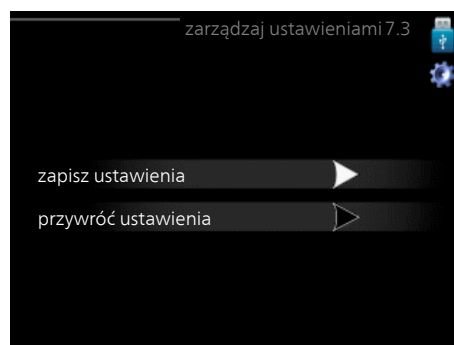 zarządzaj ustawieniami 7.3
zapisz ustawienia
przywróć ustawienia